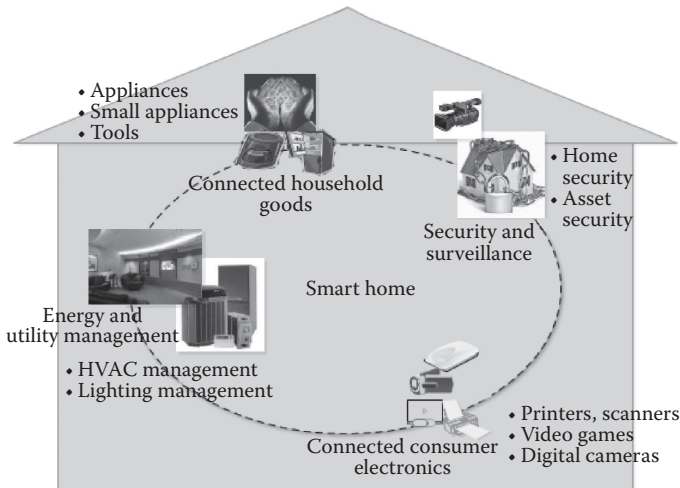 • Appliances
• Small appliances
• Tools
Connected household
goods
• Home
security
• Asset
security
Security and
surveillance
Smart home
Energy and
utility management
• HVAC management
• Lighting management
Connected consumer
electronics
• Printers, scanners
• Video games
• Digital cameras